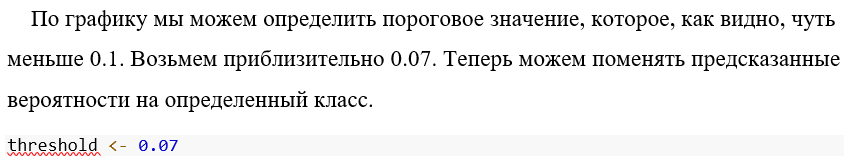 По графику мы можем определить пороговое значение, которое, как видно, чуть
меньше 0.1. Возьмем приблизительно 0.07. Теперь можем поменять предсказанные
вероятности на определенный класс.
threshold <- 0.07